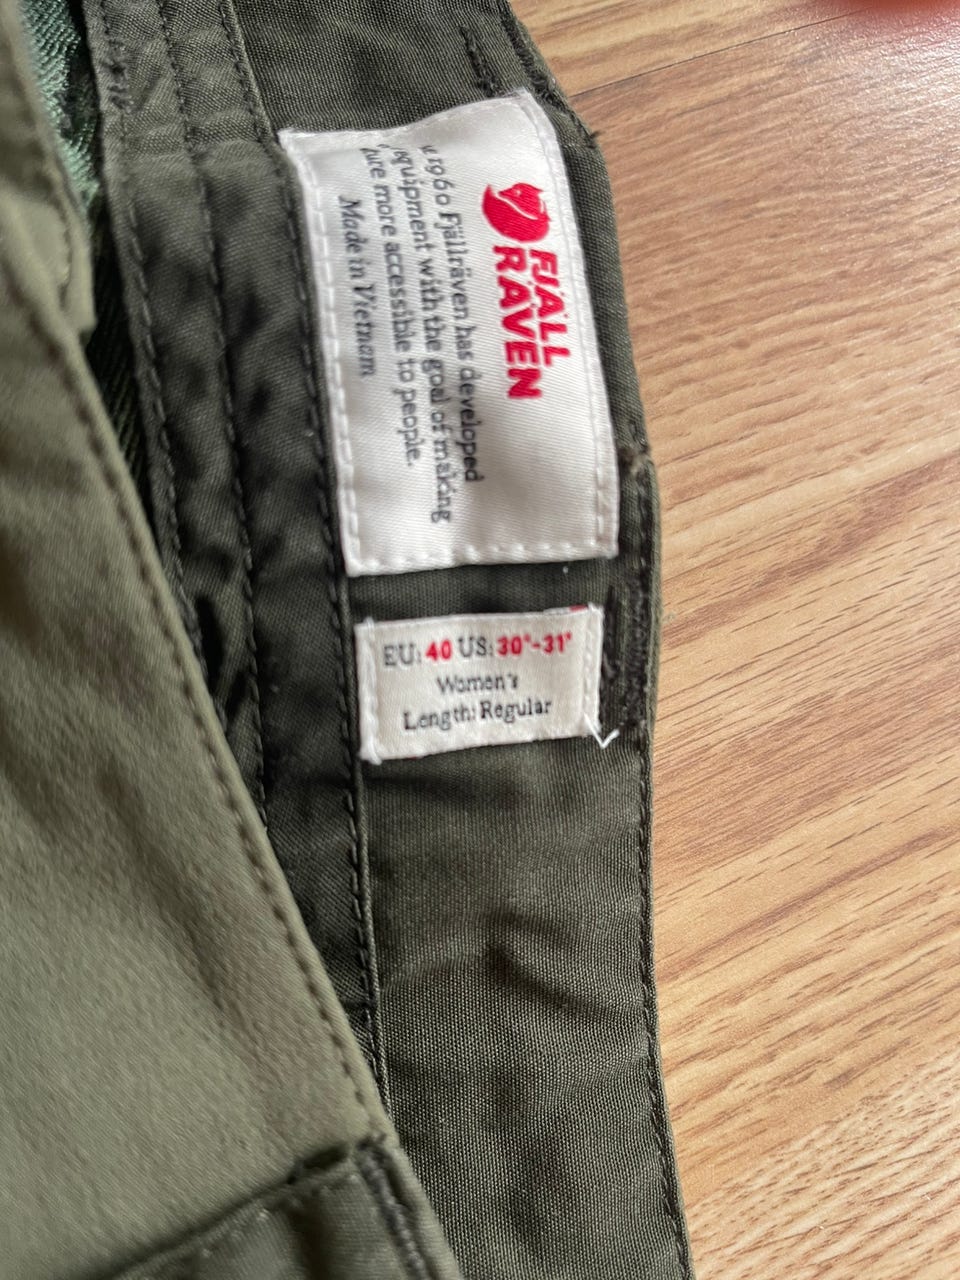 FJÄLL
RÄVEN
1960 Fjällräven has developed
equipment with the goal of making
more accessible to people.
Made in Vietnam
EU: 40 US: 30"-31"
Women's
Length: Regular